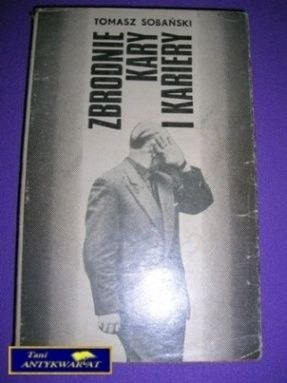 TOMASZ SOBAŃSKI
ZBRODNIE
KARY
I KARIERY
Tani
ANTYKWARIAT